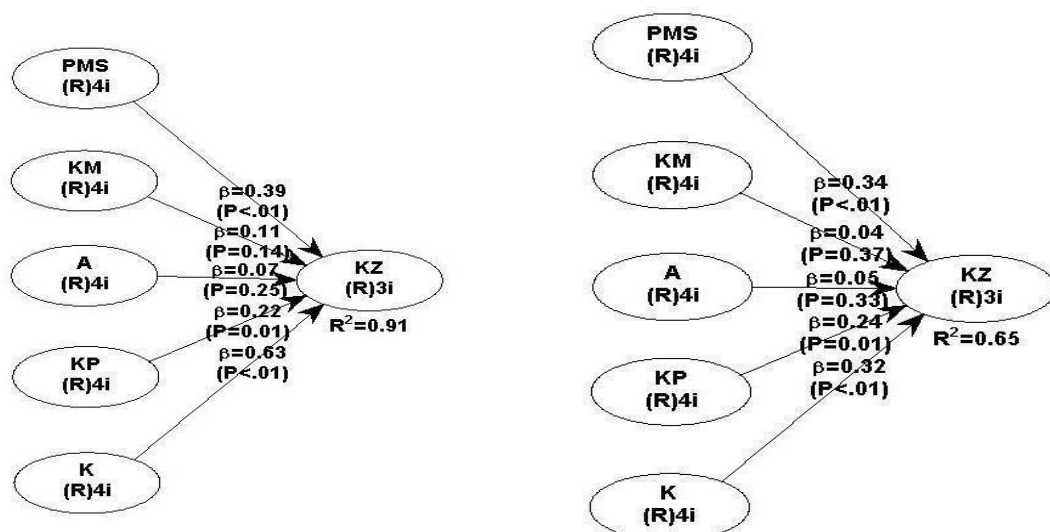 PMS
(R)4i
KM
(R)4i
A
(R)4i
KP
(R)4i
K
(R)4i
β=0.39
(P<.01)
β=0.11
(P=0.14)
β=0.07
(P=0.25)
β=0.22
(P=0.01)
β=0.63
(P<.01)
KZ
(R)3i
R²=0.91
PMS
(R)4i
KM
(R)4i
A
(R)4i
KP
(R)4i
K
(R)4i
β=0.34
(P<.01)
β=0.04
(P=0.37)
β=0.05
(P=0.33)
β=0.24
(P=0.01)
β=0.32
(P<.01)
KZ
(R)3i
R²=0.65